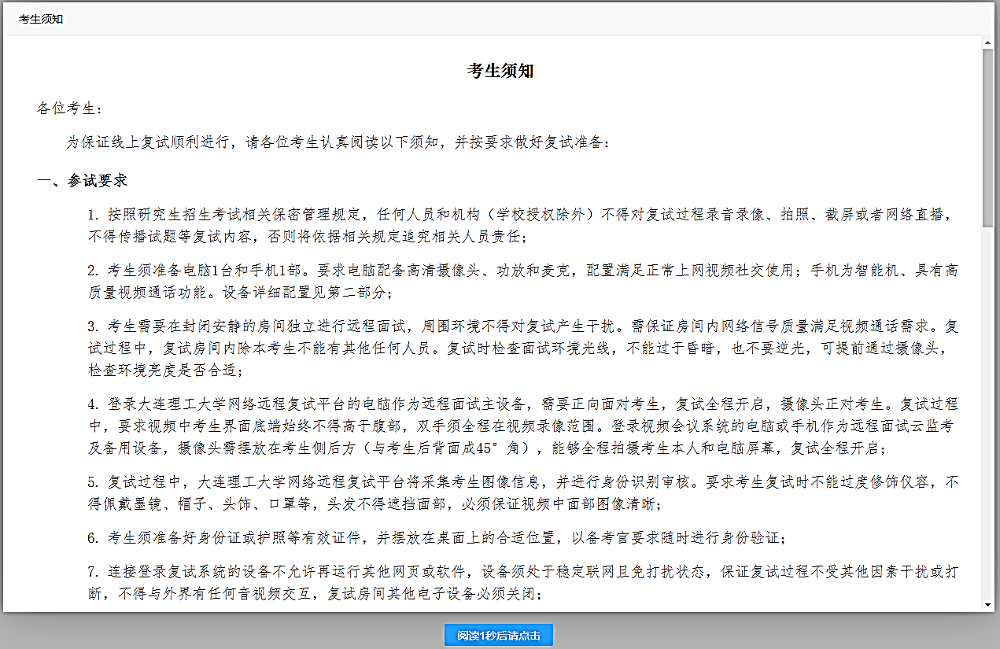 考生须知
考生须知
各位考生：
为保证线上复试顺利进行，请各位考生认真阅读以下须知，并按要求做好复试准备：
一、参试要求
1. 按照研究生招生考试相关保密管理规定，任何人员和机构（学校授权除外）不得对复试过程录音录像、拍照、截屏或者网络直播，
不得传播试题等复试内容，否则将依据相关规定追究相关人员责任；
2. 考生须准备电脑1台和手机1部。要求电脑配备高清摄像头、功放和麦克，配置满足正常上网视频社交使用；手机为智能机、具有高
质量视频通话功能。设备详细配置见第二部分；
3. 考生需要在封闭安静的房间独立进行远程面试，周围环境不得对复试产生干扰。需保证房间内网络信号质量满足视频通话需求。复
试过程中，复试房间内除本考生不能有其他任何人员。复试时检查面试环境光线，不能过于昏暗，也不要逆光，可提前通过摄像头，
检查环境亮度是否合适；
4. 登录大连理工大学网络远程复试平台的电脑作为远程面试主设备，需要正向面对考生，复试全程开启，摄像头正对考生。复试过程
中，要求视频中考生界面底端始终不得高于腹部，双手须全程在视频录像范围。登录视频会议系统的电脑或手机作为远程面试云监考
及备用设备，摄像头需摆放在考生侧后方（与考生后背面成45°角），能够全程拍摄考生本人和电脑屏幕，复试全程开启；
5. 复试过程中，大连理工大学网络远程复试平台将采集考生图像信息，并进行身份识别审核。要求考生复试时不能过度修饰仪容，不
得佩戴墨镜、帽子、头饰、口罩等，头发不得遮挡面部，必须保证视频中面部图像清晰；
6. 考生须准备好身份证或护照等有效证件，并摆放在桌面上的合适位置，以备考官要求随时进行身份验证；
7. 连接登录复试系统的设备不允许再运行其他网页或软件，设备须处于稳定联网且免打扰状态，保证复试过程不受其他因素干扰或打
断，不得与外界有任何音视频交互，复试房间其他电子设备必须关闭；
阅读1秒后请点击